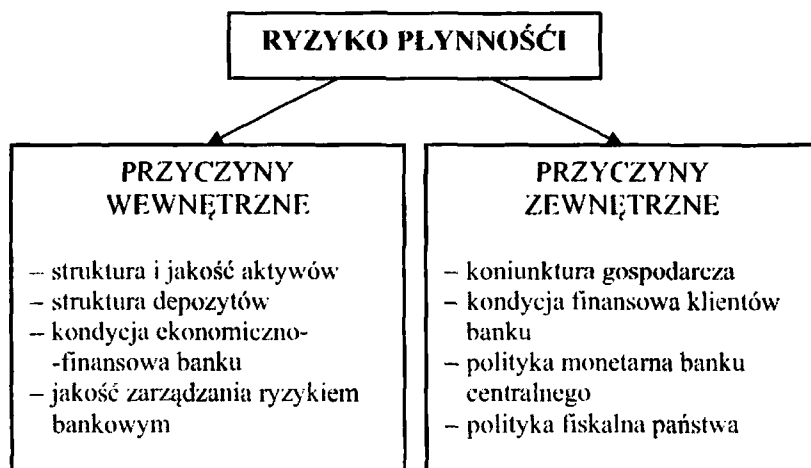 RYZYKO PŁYNNOŚĆI
PRZYCZYNY
WEWNĘTRZNE
– struktura i jakość aktywów
– struktura depozytów
– kondycja ekonomiczno-
-finansowa banku
– jakość zarządzania ryzykiem
bankowym
PRZYCZYNY
ZEWNĘTRZNE
– koniunktura gospodarcza
– kondycja finansowa klientów
banku
– polityka monetarna banku
centralnego
– polityka fiskalna państwa